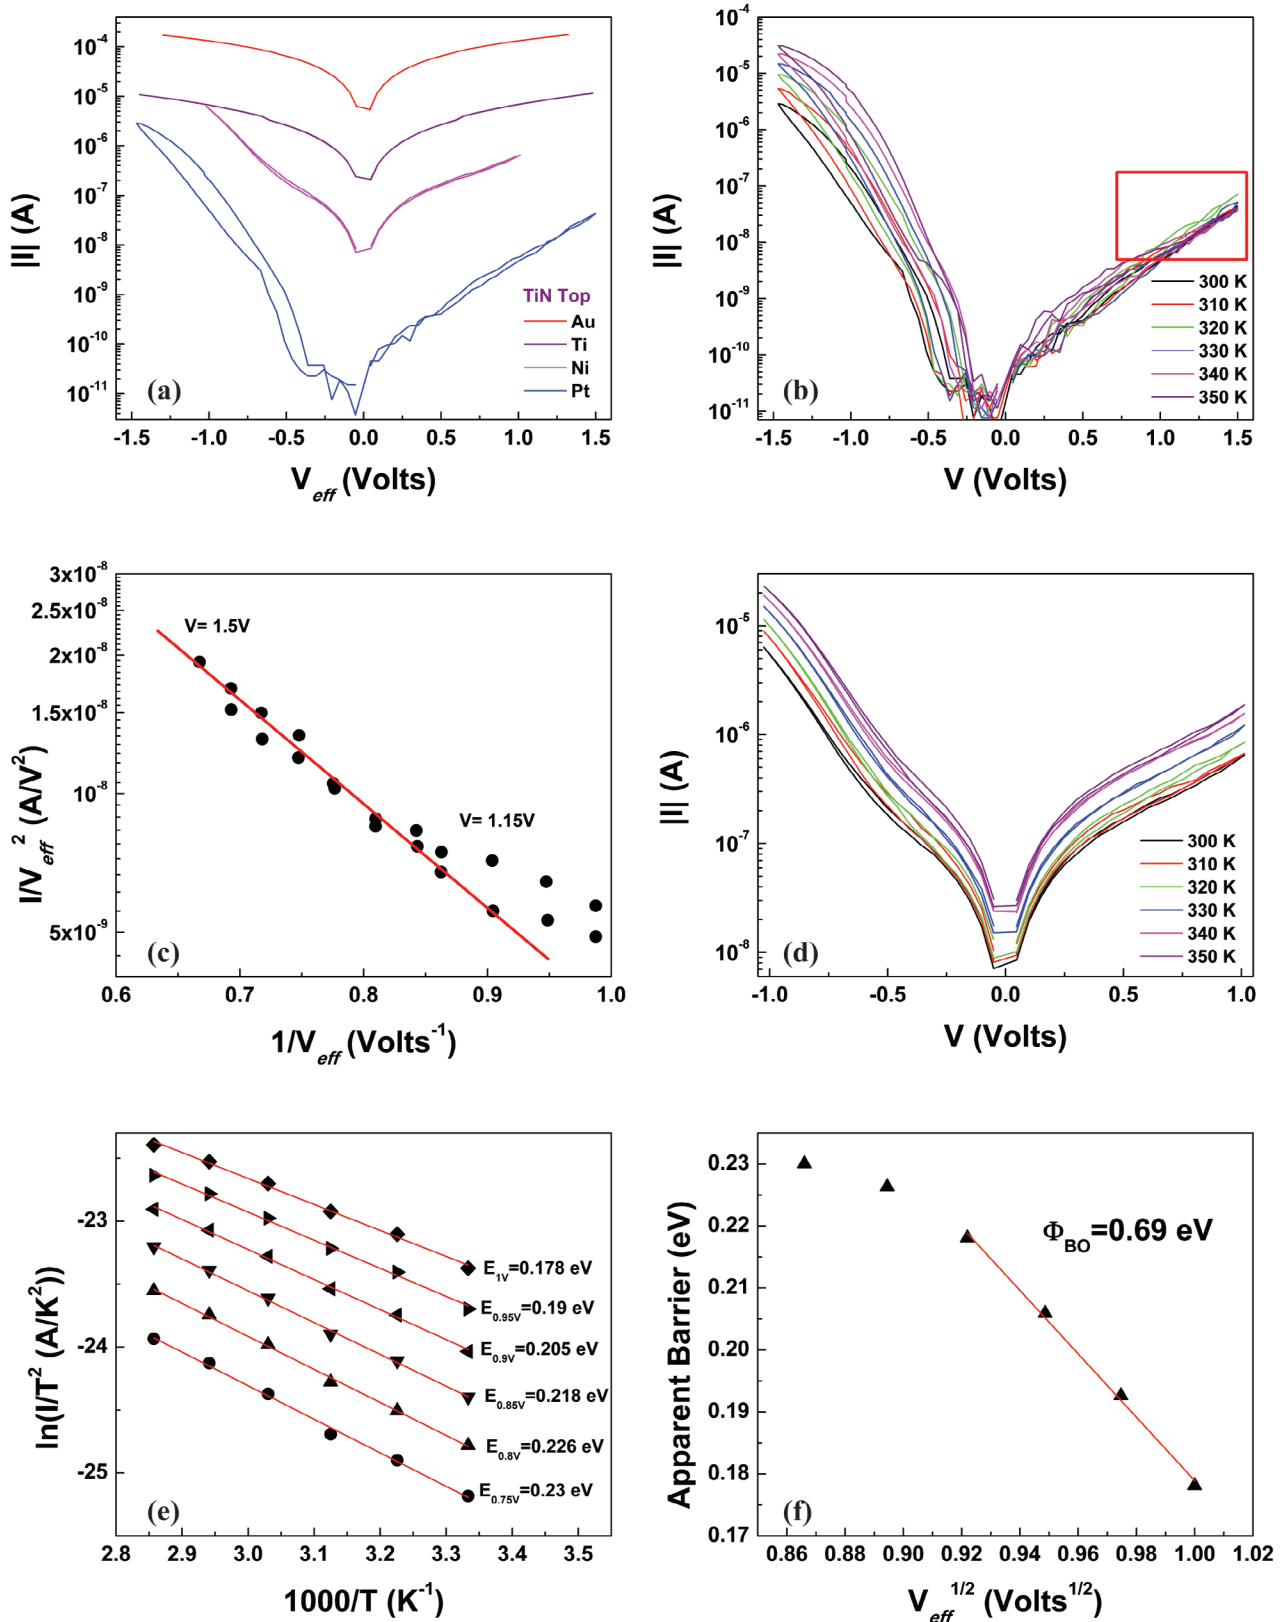 10⁻⁴
10⁻⁵
10⁻⁶
10⁻⁷
10⁻⁸
10⁻⁹
10⁻¹⁰
10⁻¹¹
|I| (A)
TiN Top
Au
Ti
Ni
Pt
(a)
-1.5 -1.0 -0.5 0.0 0.5 1.0 1.5
V_eff (Volts)
10⁻⁴
10⁻⁵
10⁻⁶
10⁻⁷
10⁻⁸
10⁻⁹
10⁻¹⁰
10⁻¹¹
|I| (A)
300 K
310 K
320 K
330 K
340 K
350 K
(b)
-1.5 -1.0 -0.5 0.0 0.5 1.0 1.5
V (Volts)
3x10⁻⁸
2.5x10⁻⁸
2x10⁻⁸
1.5x10⁻⁸
10⁻⁸
5x10⁻⁹
I/V_eff² (A/V²)
V= 1.5V
V= 1.15V
(c)
0.6 0.7 0.8 0.9 1.0
1/V_eff (Volts⁻¹)
10⁻⁵
10⁻⁶
10⁻⁷
10⁻⁸
|I| (A)
300 K
310 K
320 K
330 K
340 K
350 K
(d)
-1.0 -0.5 0.0 0.5 1.0
V (Volts)
-23
-24
-25
ln(I/T² (A/K²))
E_1V=0.178 eV
E_0.95V=0.19 eV
E_0.9V=0.205 eV
E_0.85V=0.218 eV
E_0.8V=0.226 eV
E_0.75V=0.23 eV
(e)
2.8 2.9 3.0 3.1 3.2 3.3 3.4 3.5
1000/T (K⁻¹)
0.23
0.22
0.21
0.20
0.19
0.18
0.17
Apparent Barrier (eV)
Φ_BO=0.69 eV
(f)
0.86 0.88 0.90 0.92 0.94 0.96 0.98 1.00 1.02
V_eff^1/2 (Volts^1/2)